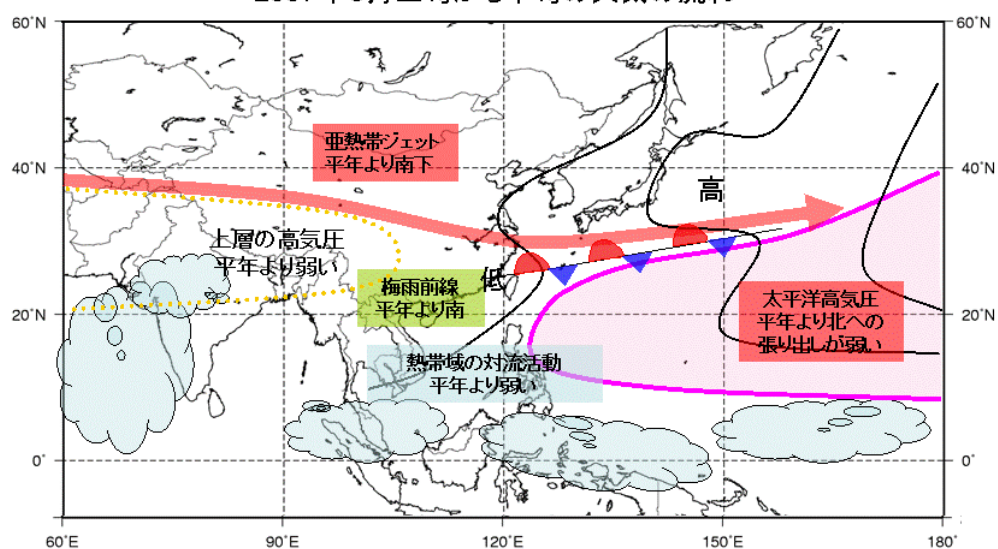 60°N
60°N
亜熱帯ジェット
平年より南下
40°N
40°N
高
上層の高気圧
平年より弱い
低
梅雨前線
平年より南
太平洋高気圧
平年より北への
張り出しが弱い
20°N
20°N
熱帯域の対流活動
平年より弱い
0°
0°
60°E
90°E
120°E
150°E
180°